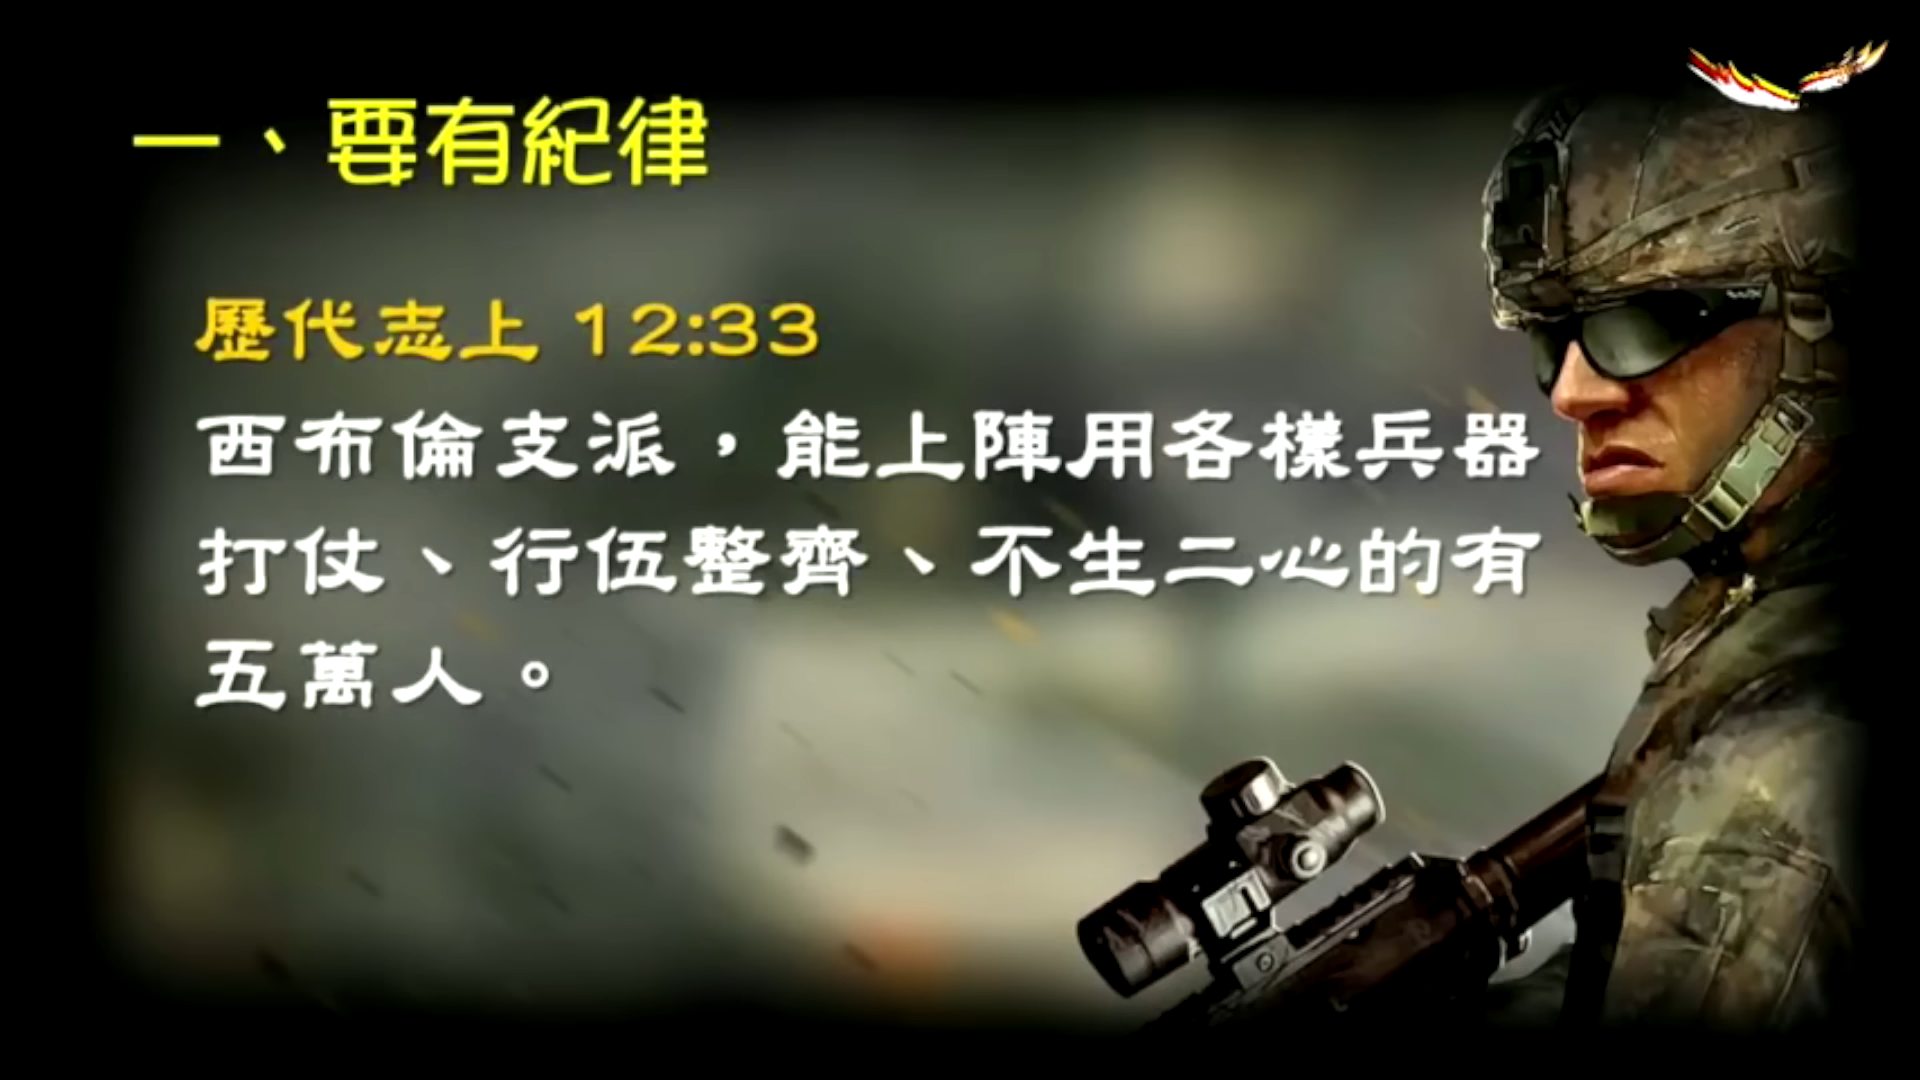 一、要有紀律
歷代志上 12:33
西布倫支派，能上陣用各樣兵器
打仗、行伍整齊、不生二心的有
五萬人。